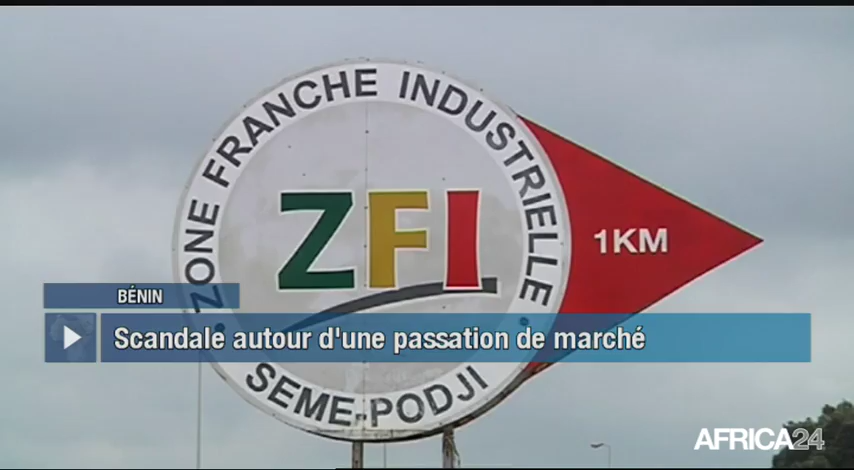 ZONE FRANCHE INDUSTRIELLE
ZFI
1KM
SEME-PODJI
BÉNIN
Scandale autour d'une passation de marché
AFRICA24